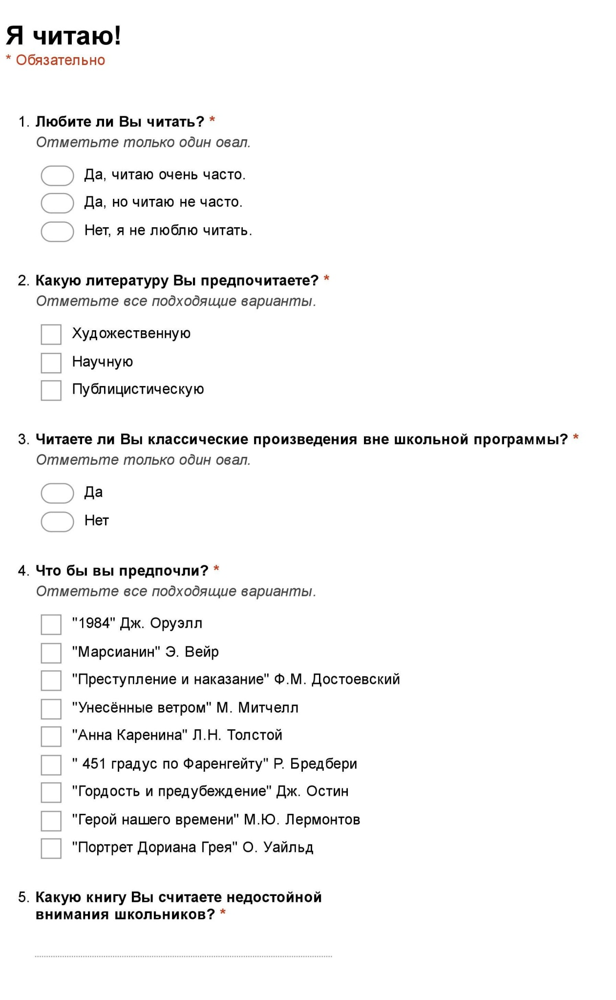 Я читаю!
* Обязательно
1. Любите ли Вы читать? *
Отметьте только один овал.
Да, читаю очень часто.
Да, но читаю не часто.
Нет, я не люблю читать.
2. Какую литературу Вы предпочитаете? *
Отметьте все подходящие варианты.
Художественную
Научную
Публицистическую
3. Читаете ли Вы классические произведения вне школьной программы? *
Отметьте только один овал.
Да
Нет
4. Что бы вы предпочли? *
Отметьте все подходящие варианты.
"1984" Дж. Оруэлл
"Марсианин" Э. Вейр
"Преступление и наказание" Ф.М. Достоевский
"Унесённые ветром" М. Митчелл
"Анна Каренина" Л.Н. Толстой
" 451 градус по Фаренгейту" Р. Бредбери
"Гордость и предубеждение" Дж. Остин
"Герой нашего времени" М.Ю. Лермонтов
"Портрет Дориана Грея" О. Уайльд
5. Какую книгу Вы считаете недостойной
внимания школьников? *